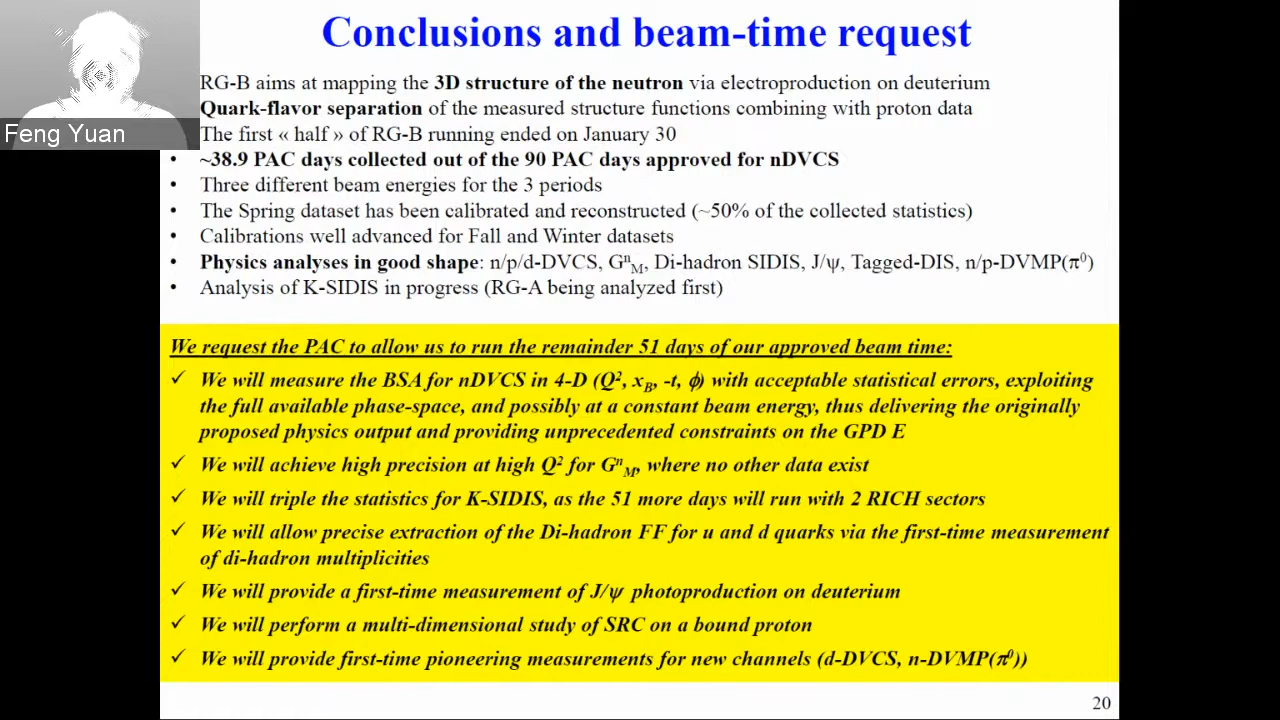 Conclusions and beam-time request
Feng Yuan
RG-B aims at mapping the 3D structure of the neutron via electroproduction on deuterium
Quark-flavor separation of the measured structure functions combining with proton data
The first « half » of RG-B running ended on January 30
• ~38.9 PAC days collected out of the 90 PAC days approved for nDVCS
• Three different beam energies for the 3 periods
• The Spring dataset has been calibrated and reconstructed (~50% of the collected statistics)
• Calibrations well advanced for Fall and Winter datasets
• Physics analyses in good shape: n/p/d-DVCS, GⁿM, Di-hadron SIDIS, J/ψ, Tagged-DIS, n/p-DVMP(π⁰)
• Analysis of K-SIDIS in progress (RG-A being analyzed first)
We request the PAC to allow us to run the remainder 51 days of our approved beam time:
✓ We will measure the BSA for nDVCS in 4-D (Q², xB, -t, ϕ) with acceptable statistical errors, exploiting
the full available phase-space, and possibly at a constant beam energy, thus delivering the originally
proposed physics output and providing unprecedented constraints on the GPD E
✓ We will achieve high precision at high Q² for GⁿM, where no other data exist
✓ We will triple the statistics for K-SIDIS, as the 51 more days will run with 2 RICH sectors
✓ We will allow precise extraction of the Di-hadron FF for u and d quarks via the first-time measurement
of di-hadron multiplicities
✓ We will provide a first-time measurement of J/ψ photoproduction on deuterium
✓ We will perform a multi-dimensional study of SRC on a bound proton
✓ We will provide first-time pioneering measurements for new channels (d-DVCS, n-DVMP(π⁰))
20